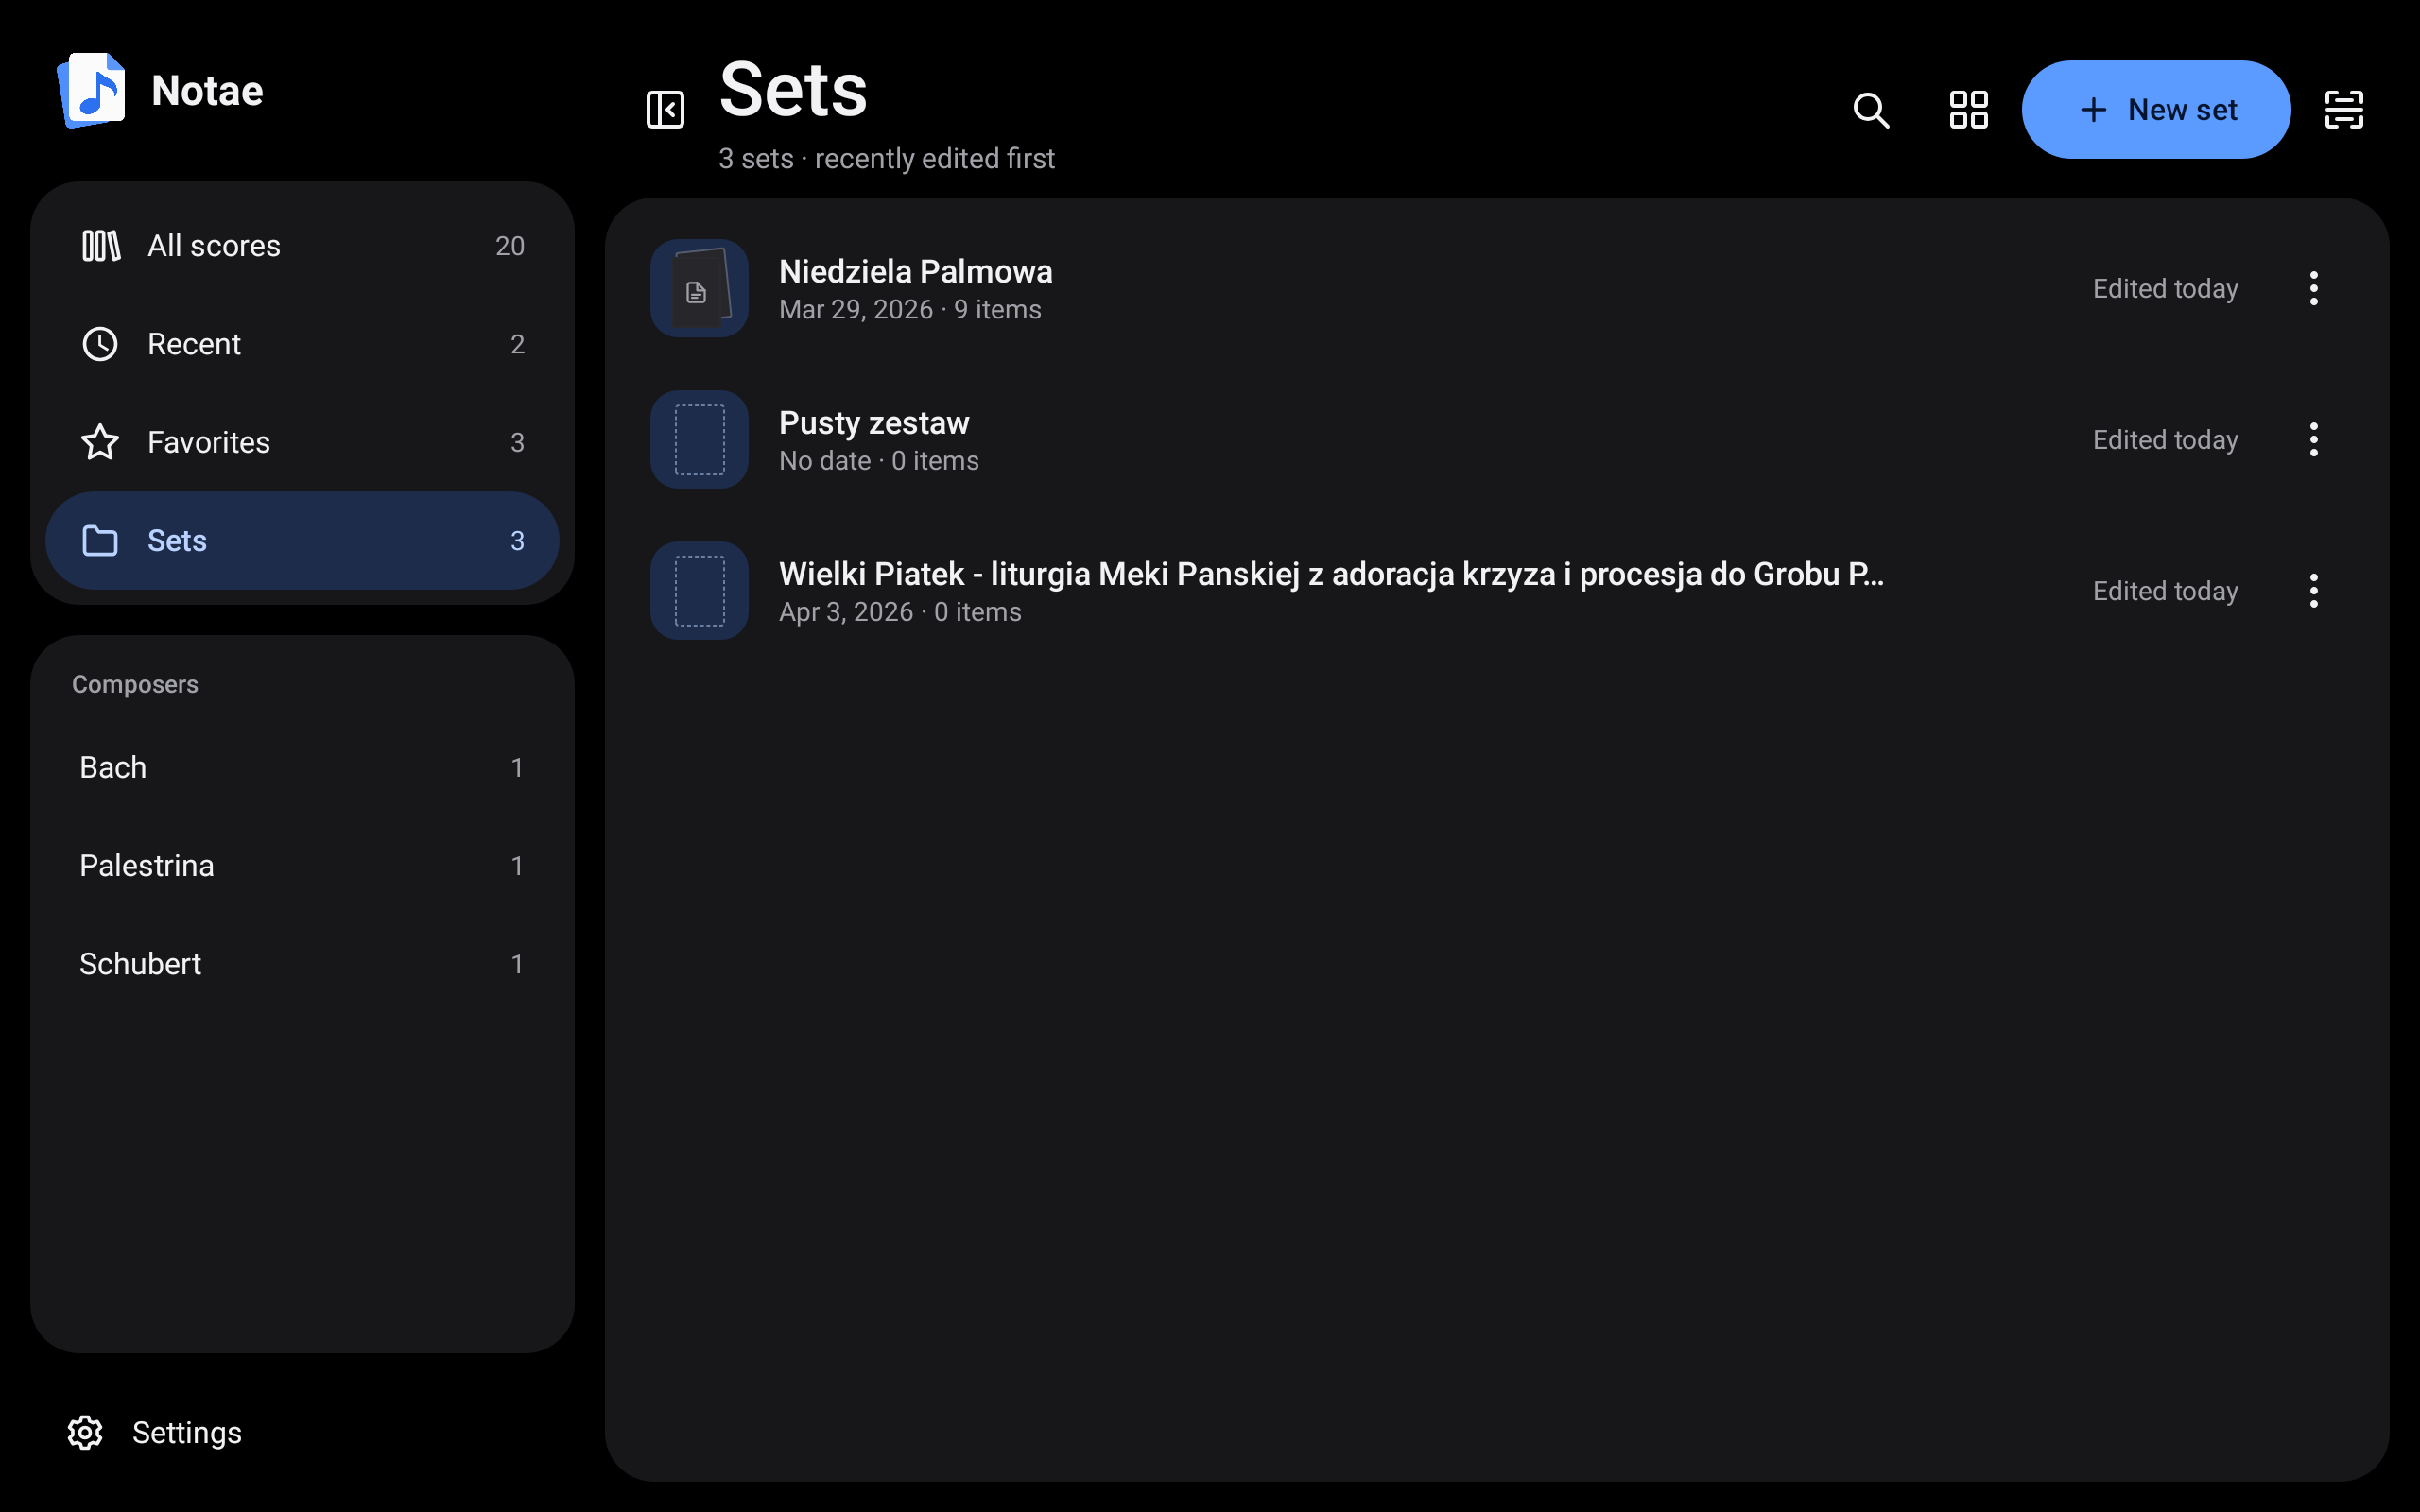 Notae
All scores 20
Recent 2
Favorites 3
Sets 3
Composers
Bach 1
Palestrina 1
Schubert 1
Settings
Sets
3 sets · recently edited first
New set
Niedziela Palmowa
Mar 29, 2026 · 9 items
Edited today
Pusty zestaw
No date · 0 items
Edited today
Wielki Piatek - liturgia Meki Panskiej z adoracja krzyza i procesja do Grobu P...
Apr 3, 2026 · 0 items
Edited today